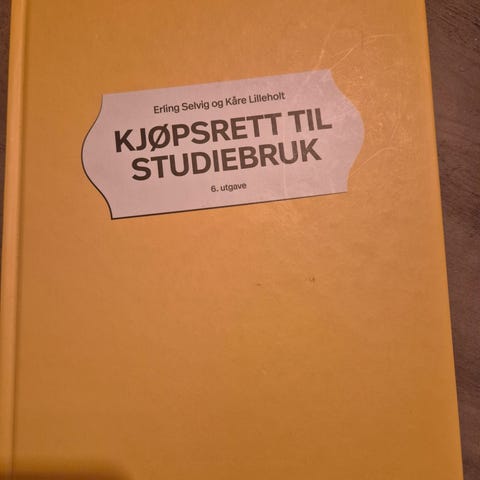 Erling Selvig og Kåre Lilleholt
KJØPSRETT TIL
STUDIEBRUK
6. utgave